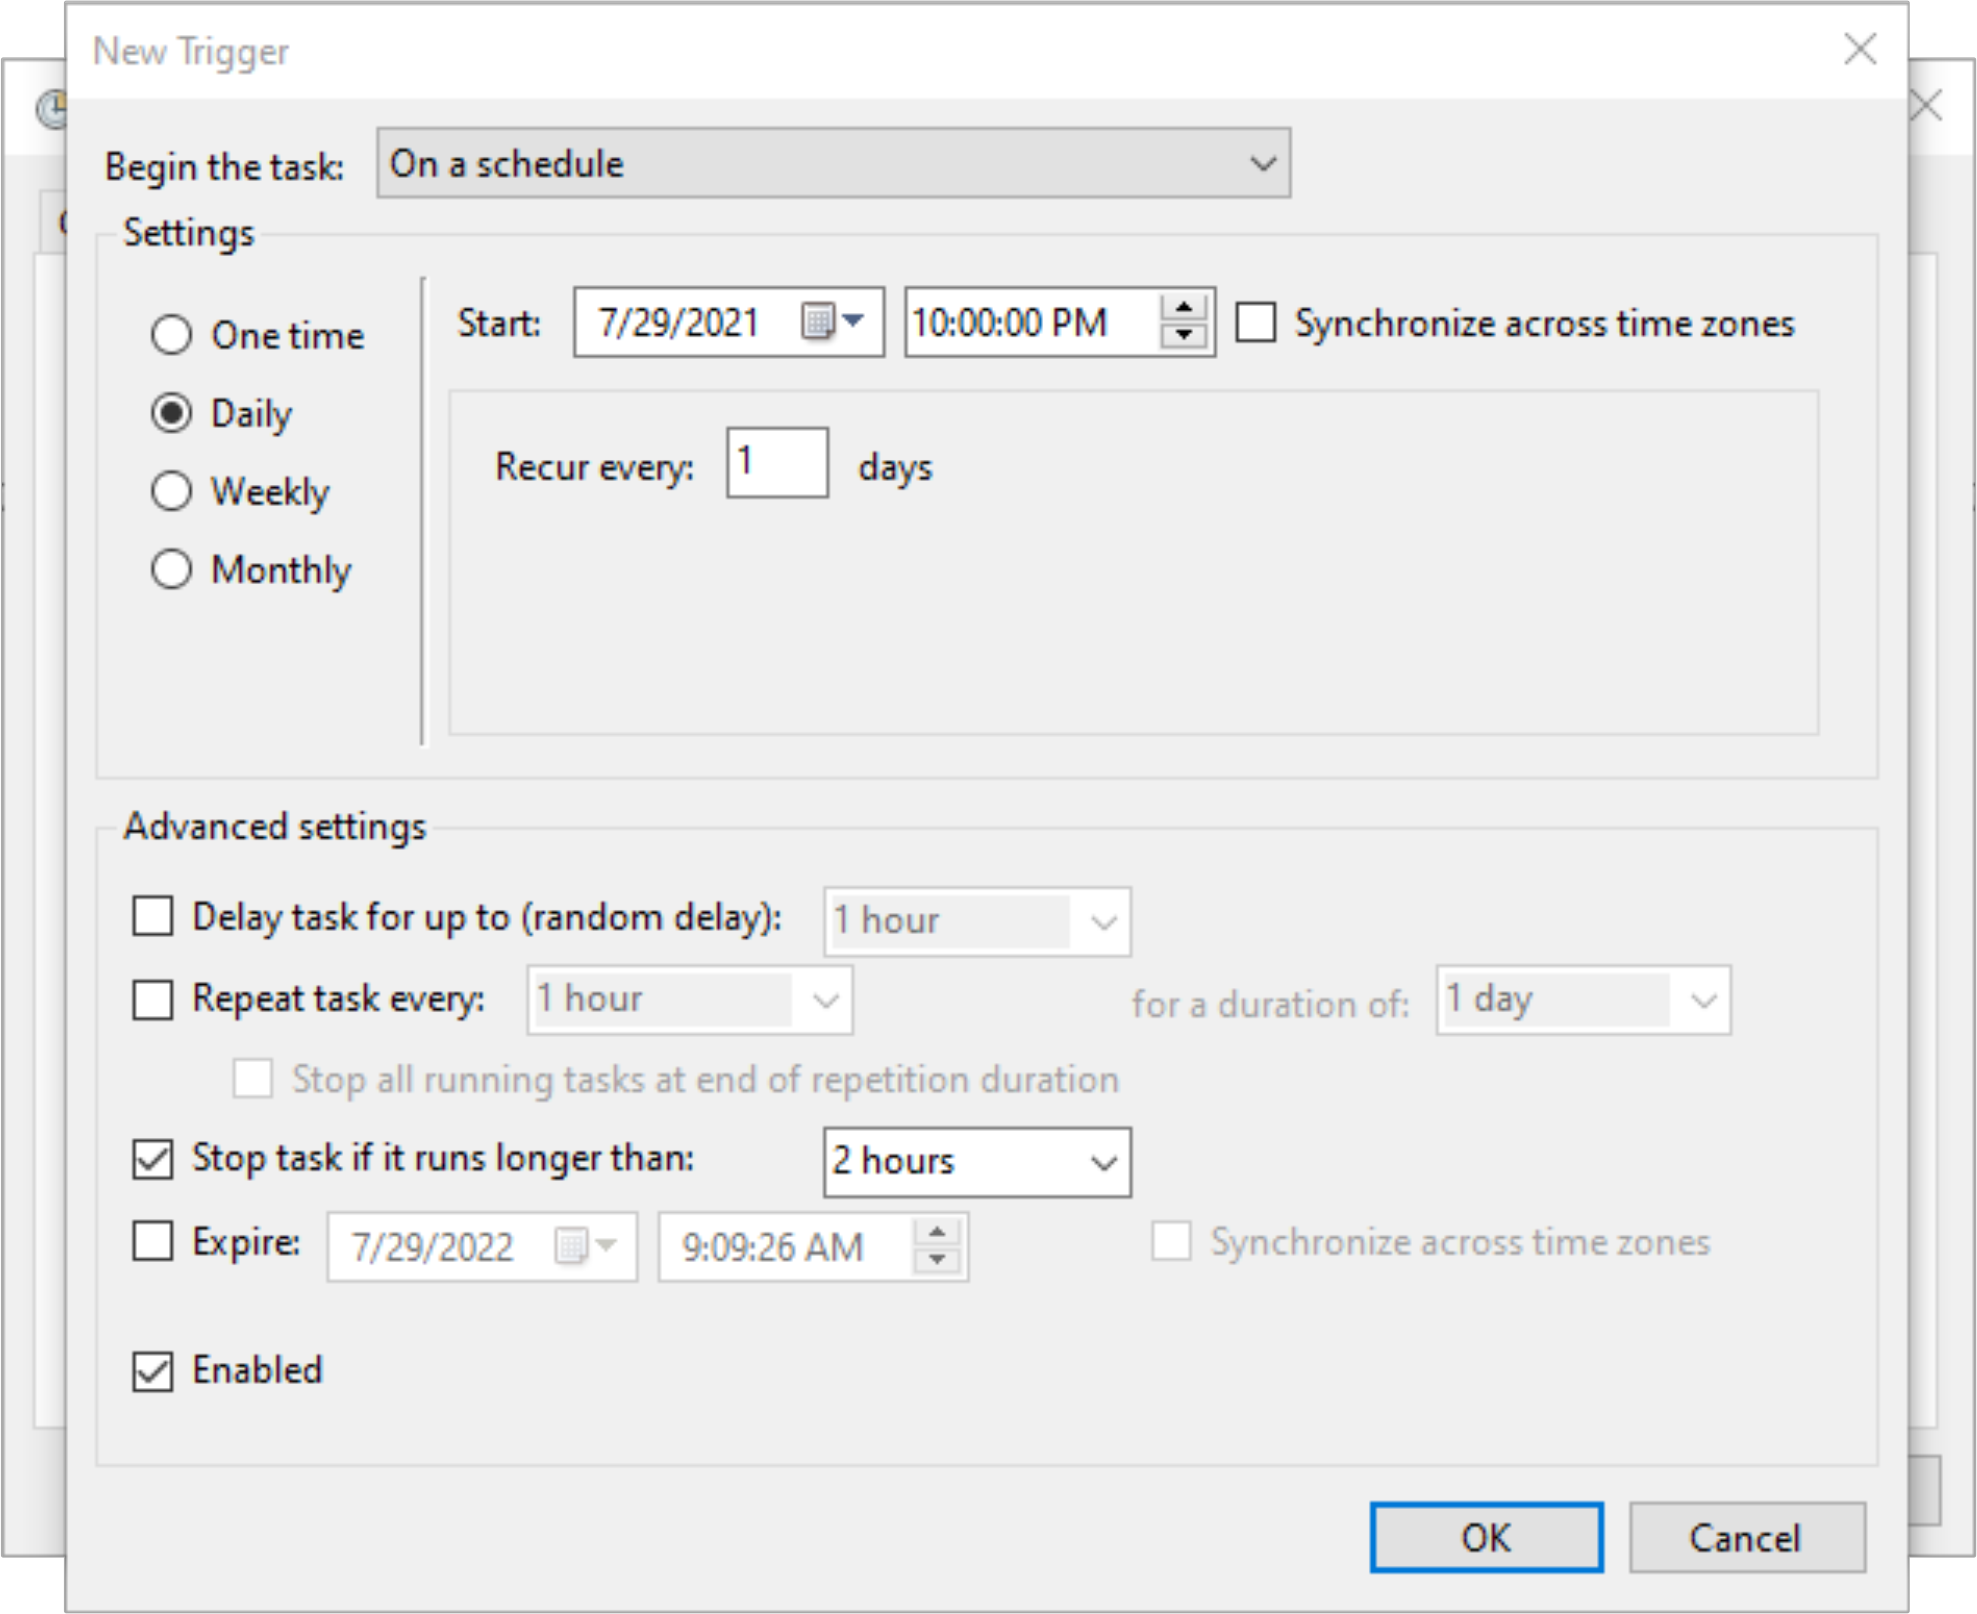 New Trigger
Begin the task: On a schedule
Settings
One time
Daily
Weekly
Monthly
Start: 7/29/2021 10:00:00 PM Synchronize across time zones
Recur every: 1 days
Advanced settings
Delay task for up to (random delay): 1 hour
Repeat task every: 1 hour for a duration of: 1 day
Stop all running tasks at end of repetition duration
Stop task if it runs longer than: 2 hours
Expire: 7/29/2022 9:09:26 AM Synchronize across time zones
Enabled
OK Cancel